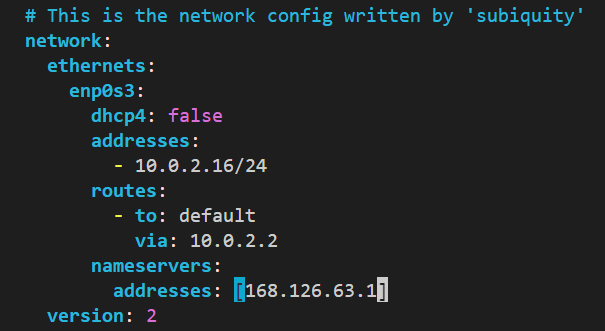 # This is the network config written by 'subiquity'
network:
  ethernets:
    enp0s3:
      dhcp4: false
      addresses:
        - 10.0.2.16/24
      routes:
        - to: default
          via: 10.0.2.2
      nameservers:
        addresses: [168.126.63.1]
  version: 2